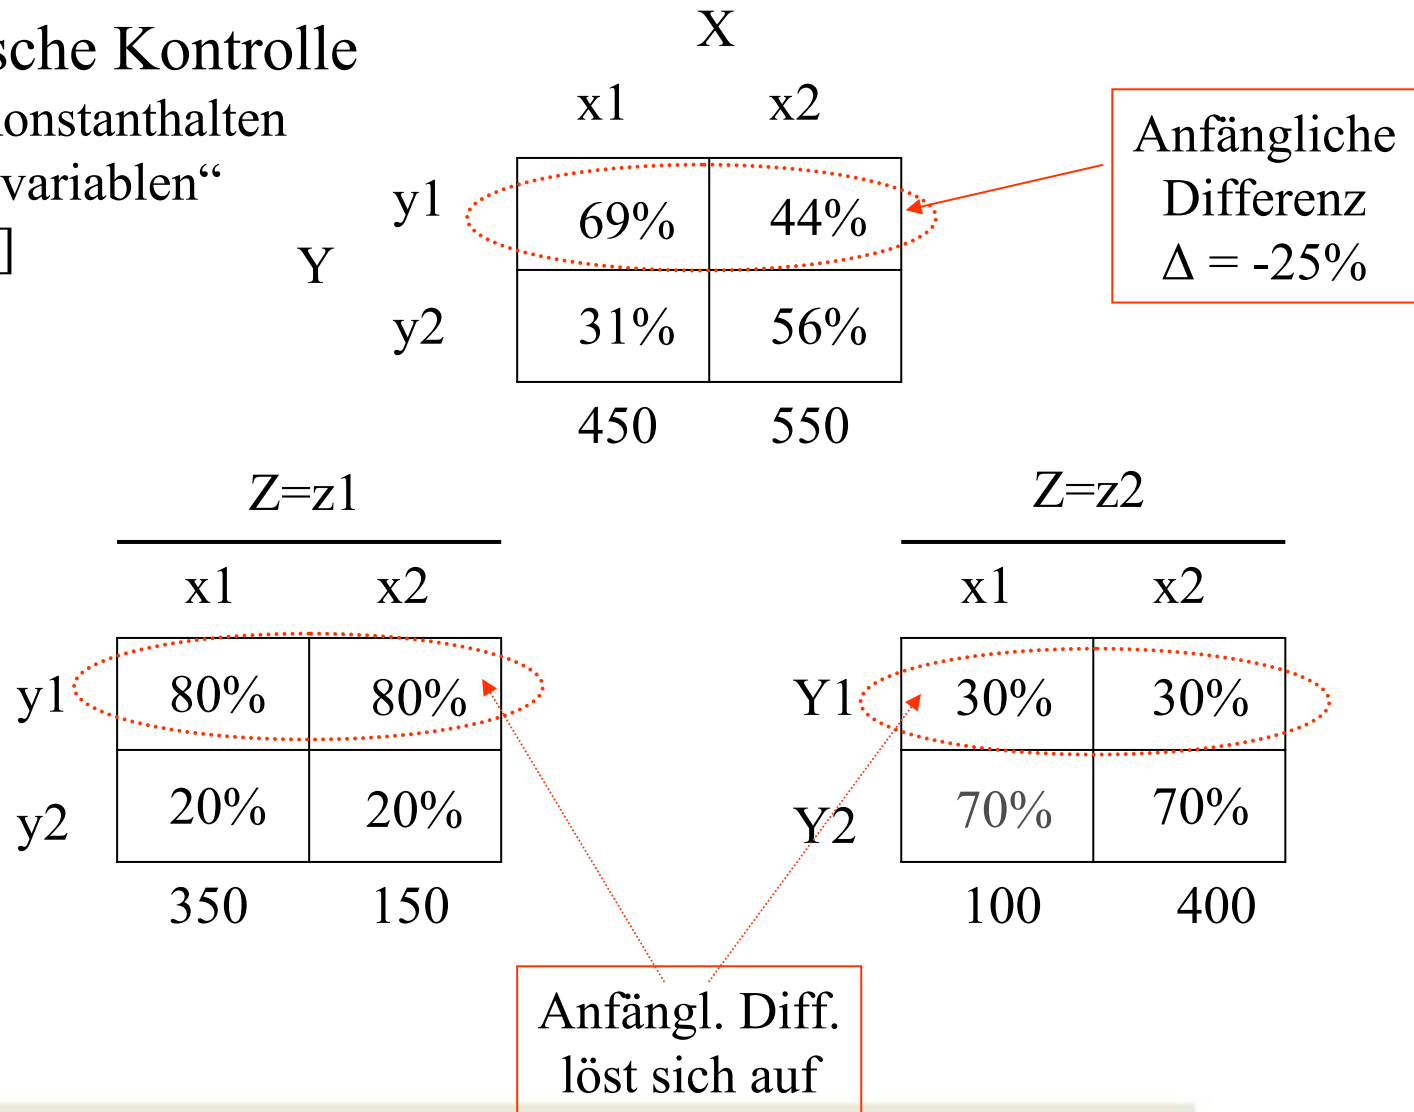 sche Kontrolle
onstanthalten
variablen“
]
X
x1 x2
y1 69% 44%
Y
y2 31% 56%
450 550
Anfängliche
Differenz
Δ = -25%
Z=z1
x1 x2
y1 80% 80%
y2 20% 20%
350 150
Z=z2
x1 x2
Y1 30% 30%
Y2 70% 70%
100 400
Anfängl. Diff.
löst sich auf